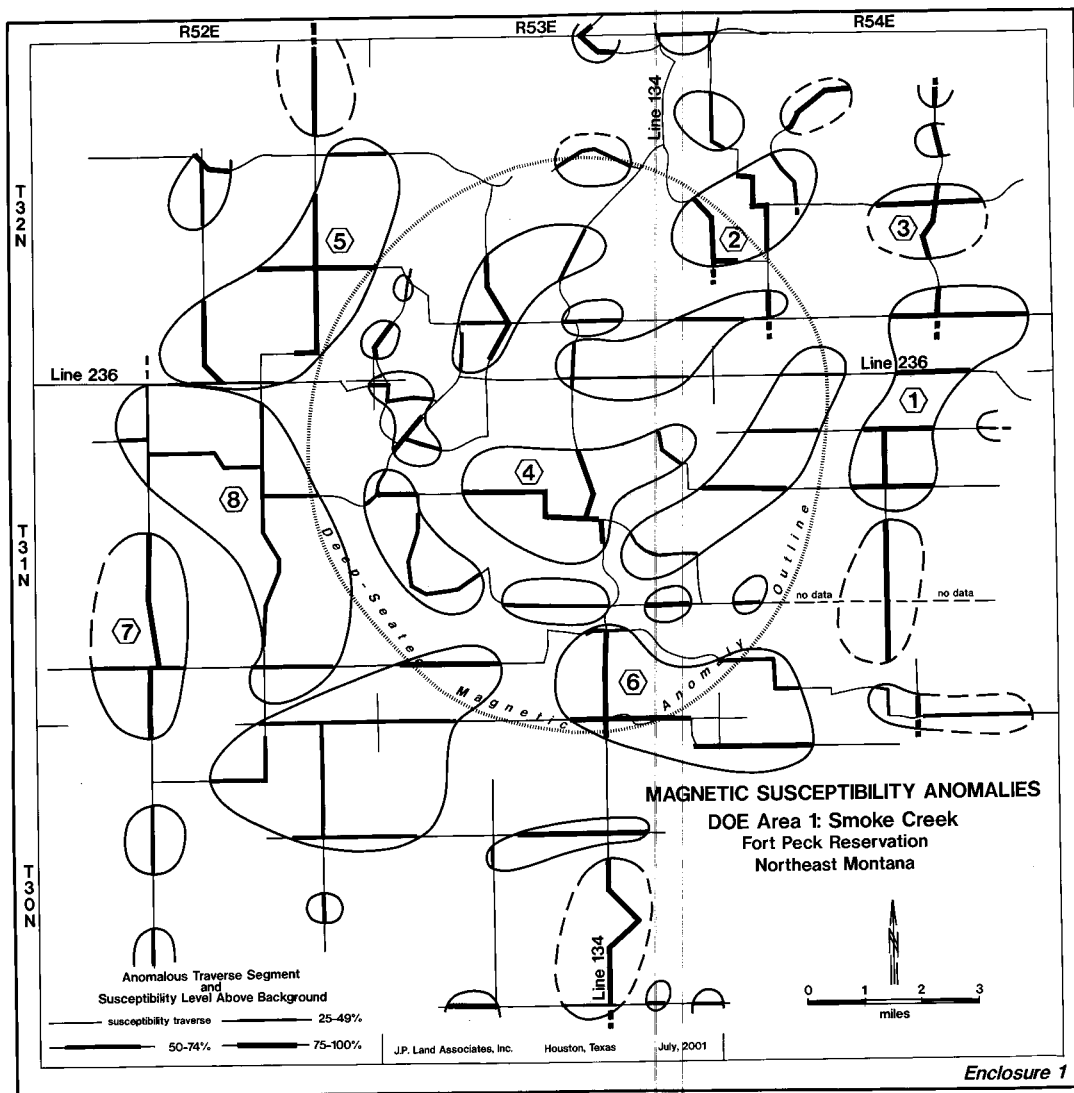 R52E R53E R54E
Line 134
T32N
5
2
3
Line 236
Line 236
1
4
8
T31N
Deep-Seated Magnetic Anomaly Outline
no data
no data
7
6
MAGNETIC SUSCEPTIBILITY ANOMALIES
DOE Area 1: Smoke Creek
Fort Peck Reservation
Northeast Montana
T30N
N
Line 134
0 1 2 3
miles
Anomalous Traverse Segment
and
Susceptibility Level Above Background
susceptibility traverse 25-49%
50-74% 75-100%
J.P. Land Associates, Inc. Houston, Texas July, 2001
Enclosure 1